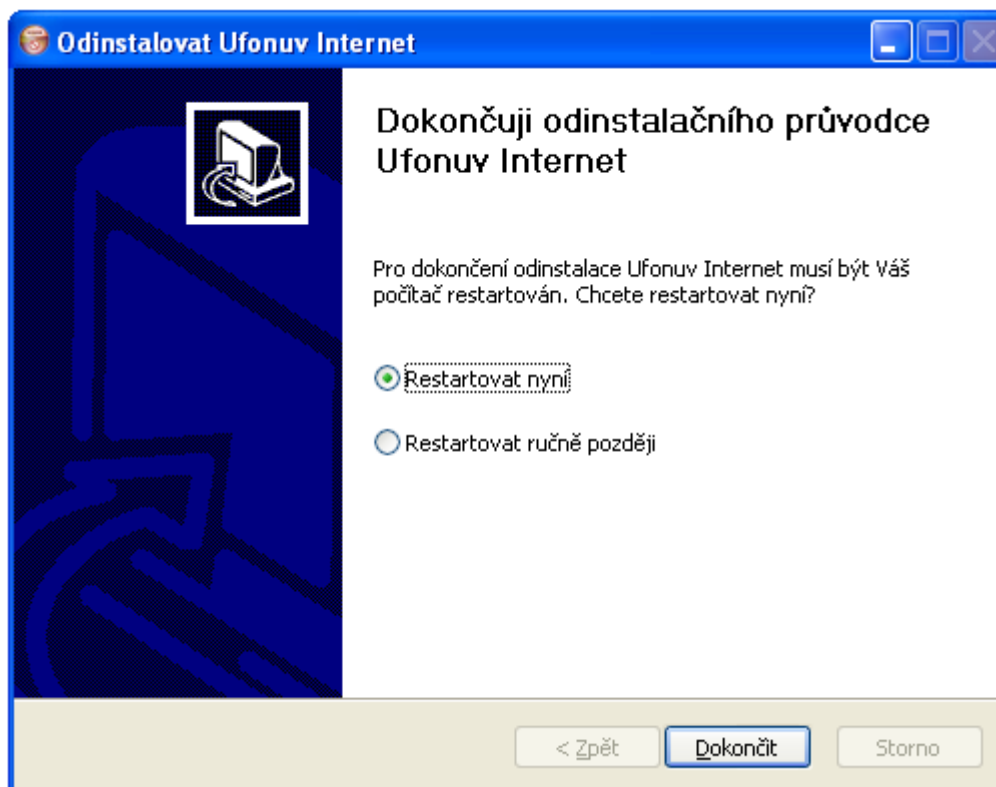 Odinstalovat Ufonuv Internet
Dokončuji odinstalačního průvodce
Ufonuv Internet
Pro dokončení odinstalace Ufonuv Internet musí být Váš
počítač restartován. Chcete restartovat nyní?
Restartovat nyní
Restartovat ručně později
< Zpět
Dokončit
Storno